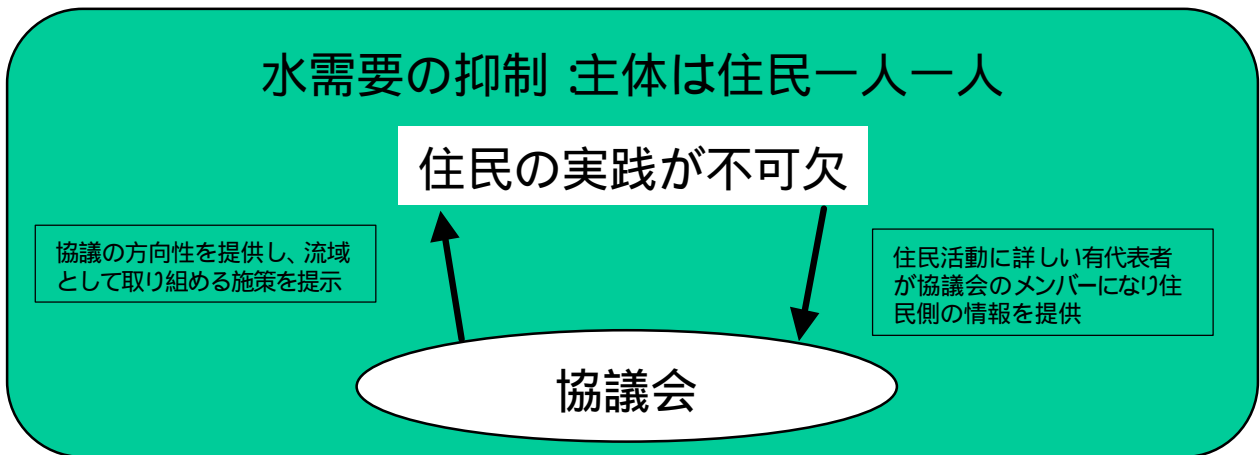 水需要の抑制 :主体は住民一人一人
住民の実践が不可欠
協議の方向性を提供し、流域
として取り組める施策を提示
住民活動に詳しい有代表者
が協議会のメンバーになり住
民側の情報を提供
協議会